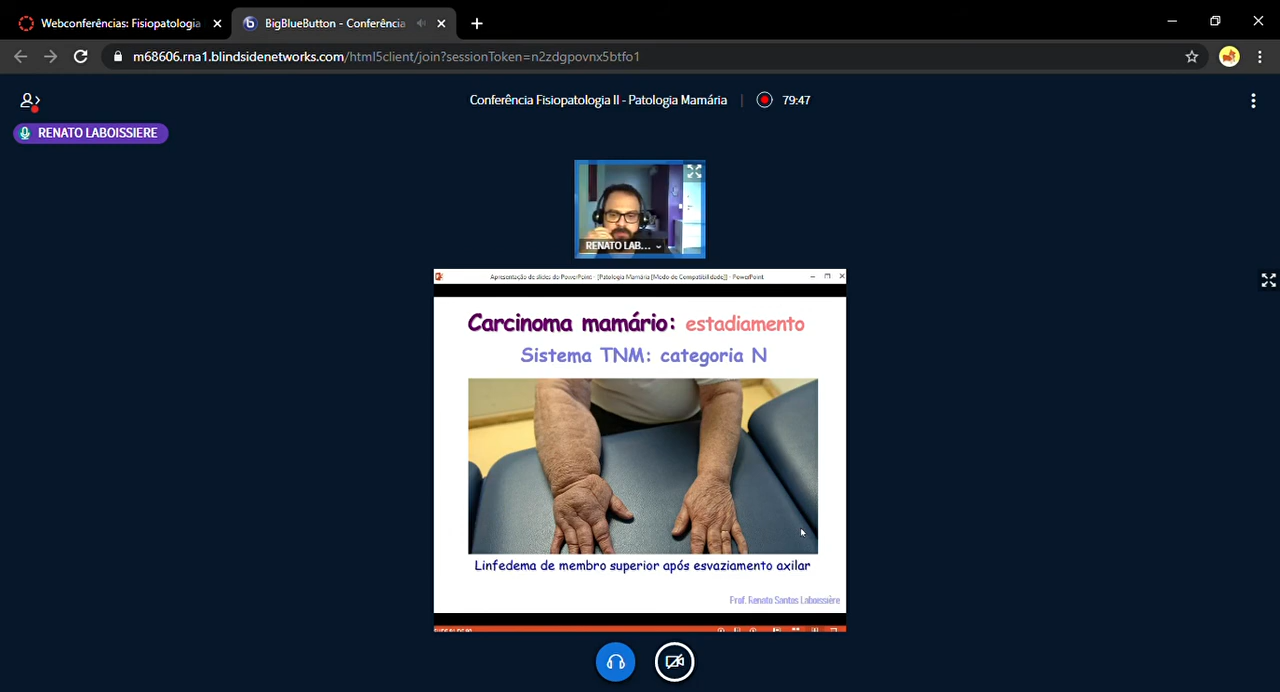 Webconferências: Fisiopatologia
BigBlueButton - Conferência
m68606.rna1.blindsidenetworks.com/html5client/join?sessionToken=n2zdgpovnx5btfo1
Conferência Fisiopatologia II - Patologia Mamária
79:47
RENATO LABOISSIERE
RENATO LAB...
Apresentação de slides do PowerPoint - [Patologia Mamária [Modo de Compatibilidade]] - PowerPoint
Carcinoma mamário: estadiamento
Sistema TNM: categoria N
Linfedema de membro superior após esvaziamento axilar
Prof. Renato Santos Laboissière